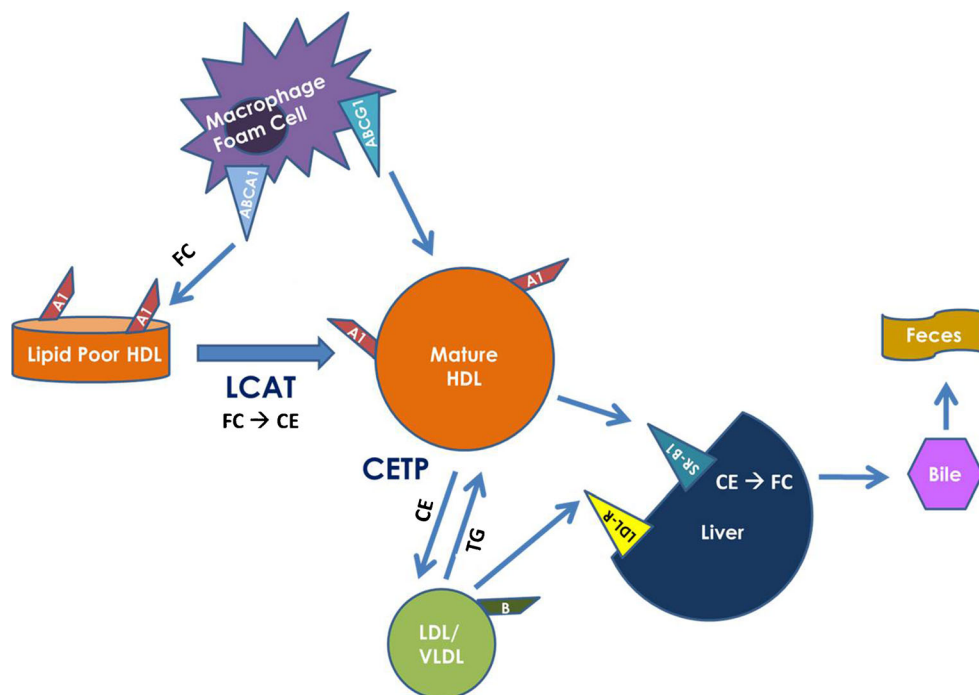 Macrophage
Foam Cell
ABCG1
ABCA1
FC
A1
A1
Lipid Poor HDL
LCAT
FC → CE
A1
A1
Mature
HDL
CETP
CE
TG
LDL/
VLDL
B
SR-B1
LDL-R
CE → FC
Liver
Bile
Feces